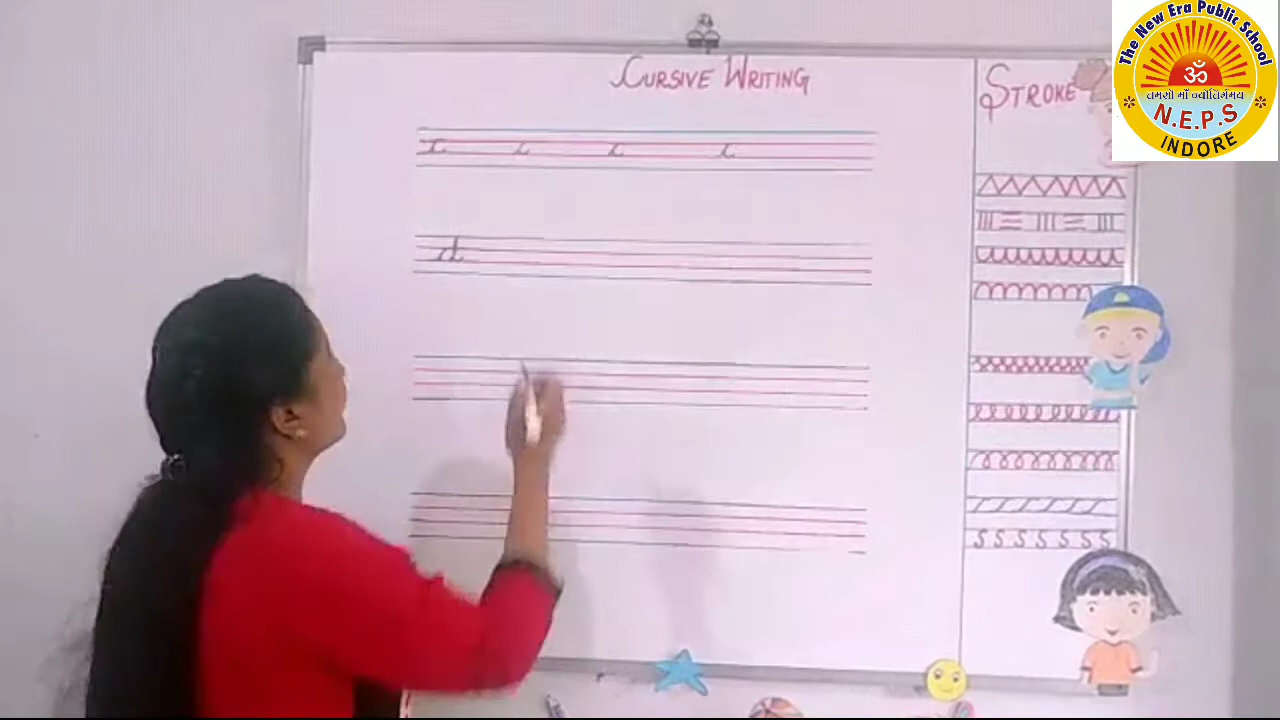 CURSIVE WRITING
i i i i
d
STROKE
S S S S S S S
The New Era Public School
ॐ
तमसो माँ ज्योतिर्गमय
N.E.P.S
INDORE